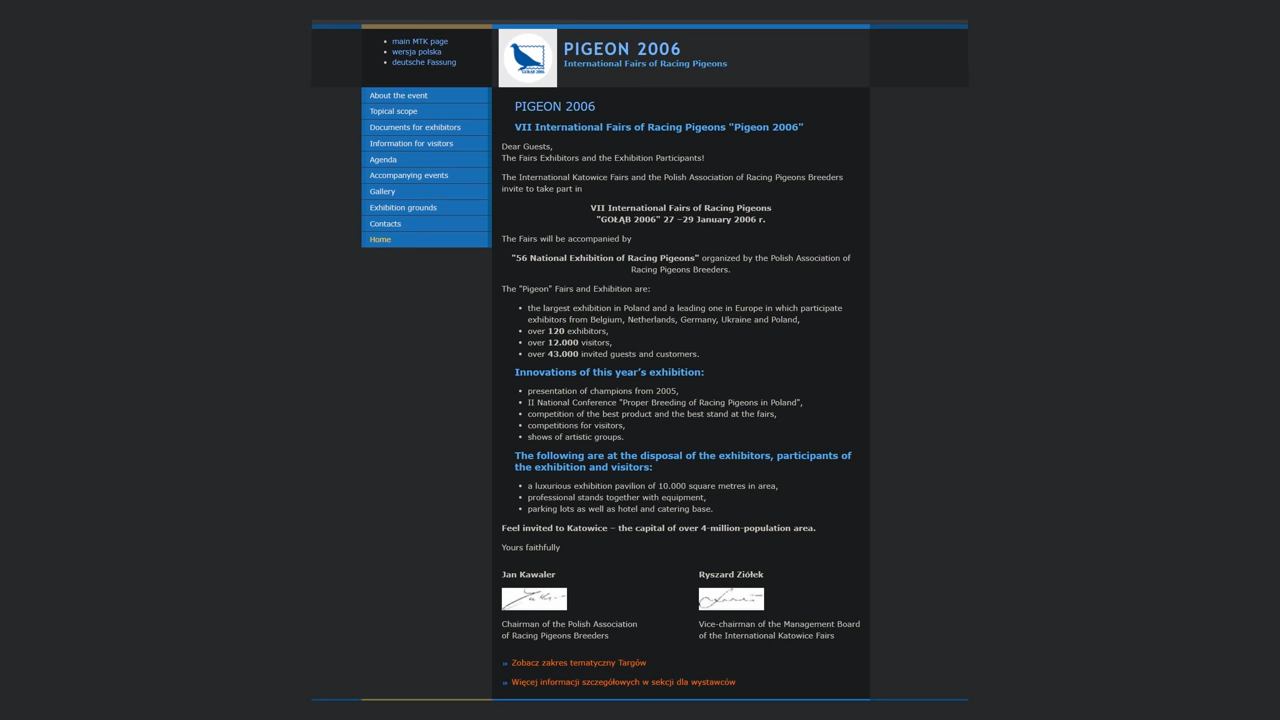 main MTK page
wersja polska
deutsche Fassung
GOŁĄB 2006
PIGEON 2006
International Fairs of Racing Pigeons
About the event
Topical scope
Documents for exhibitors
Information for visitors
Agenda
Accompanying events
Gallery
Exhibition grounds
Contacts
Home
PIGEON 2006
VII International Fairs of Racing Pigeons "Pigeon 2006"
Dear Guests,
The Fairs Exhibitors and the Exhibition Participants!
The International Katowice Fairs and the Polish Association of Racing Pigeons Breeders
invite to take part in
VII International Fairs of Racing Pigeons
"GOŁĄB 2006" 27 –29 January 2006 r.
The Fairs will be accompanied by
"56 National Exhibition of Racing Pigeons" organized by the Polish Association of
Racing Pigeons Breeders.
The "Pigeon" Fairs and Exhibition are:
the largest exhibition in Poland and a leading one in Europe in which participate
exhibitors from Belgium, Netherlands, Germany, Ukraine and Poland,
over 120 exhibitors,
over 12.000 visitors,
over 43.000 invited guests and customers.
Innovations of this year’s exhibition:
presentation of champions from 2005,
II National Conference "Proper Breeding of Racing Pigeons in Poland",
competition of the best product and the best stand at the fairs,
competitions for visitors,
shows of artistic groups.
The following are at the disposal of the exhibitors, participants of
the exhibition and visitors:
a luxurious exhibition pavilion of 10.000 square metres in area,
professional stands together with equipment,
parking lots as well as hotel and catering base.
Feel invited to Katowice – the capital of over 4-million-population area.
Yours faithfully
Jan Kawaler
Chairman of the Polish Association
of Racing Pigeons Breeders
Ryszard Ziółek
Vice-chairman of the Management Board
of the International Katowice Fairs
Zobacz zakres tematyczny Targów
Więcej informacji szczegółowych w sekcji dla wystawców